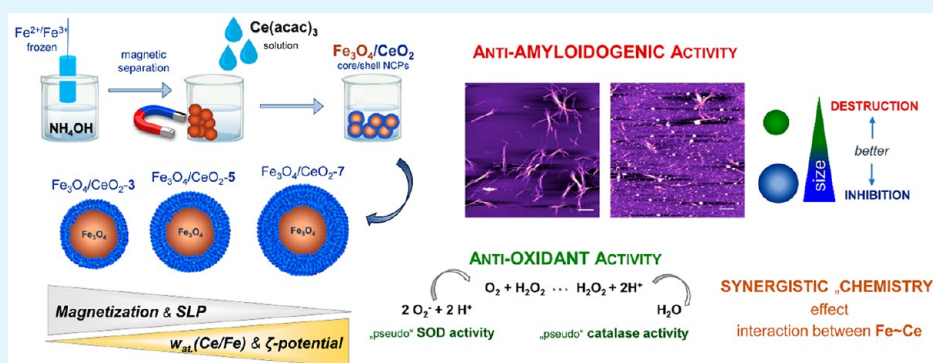 Fe²⁺/Fe³⁺
frozen
magnetic
separation
NH₄OH
Ce(acac)₃
solution
Fe₃O₄/CeO₂
core/shell NCPs
Fe₃O₄/CeO₂-3
Fe₃O₄/CeO₂-5
Fe₃O₄/CeO₂-7
Fe₃O₄
Fe₃O₄
Fe₃O₄
Magnetization & SLP
w_at.(Ce/Fe) & ζ-potential
ANTI-AMYLOIDOGENIC ACTIVITY
size
DESTRUCTION
better
INHIBITION
ANTI-OXIDANT ACTIVITY
O₂ + H₂O₂ ··· H₂O₂ + 2H⁺
2 O₂⁻ + 2 H⁺
H₂O
„pseudo“ SOD activity
„pseudo“ catalase activity
SYNERGISTIC „CHEMISTRY
effect
interaction between Fe~Ce